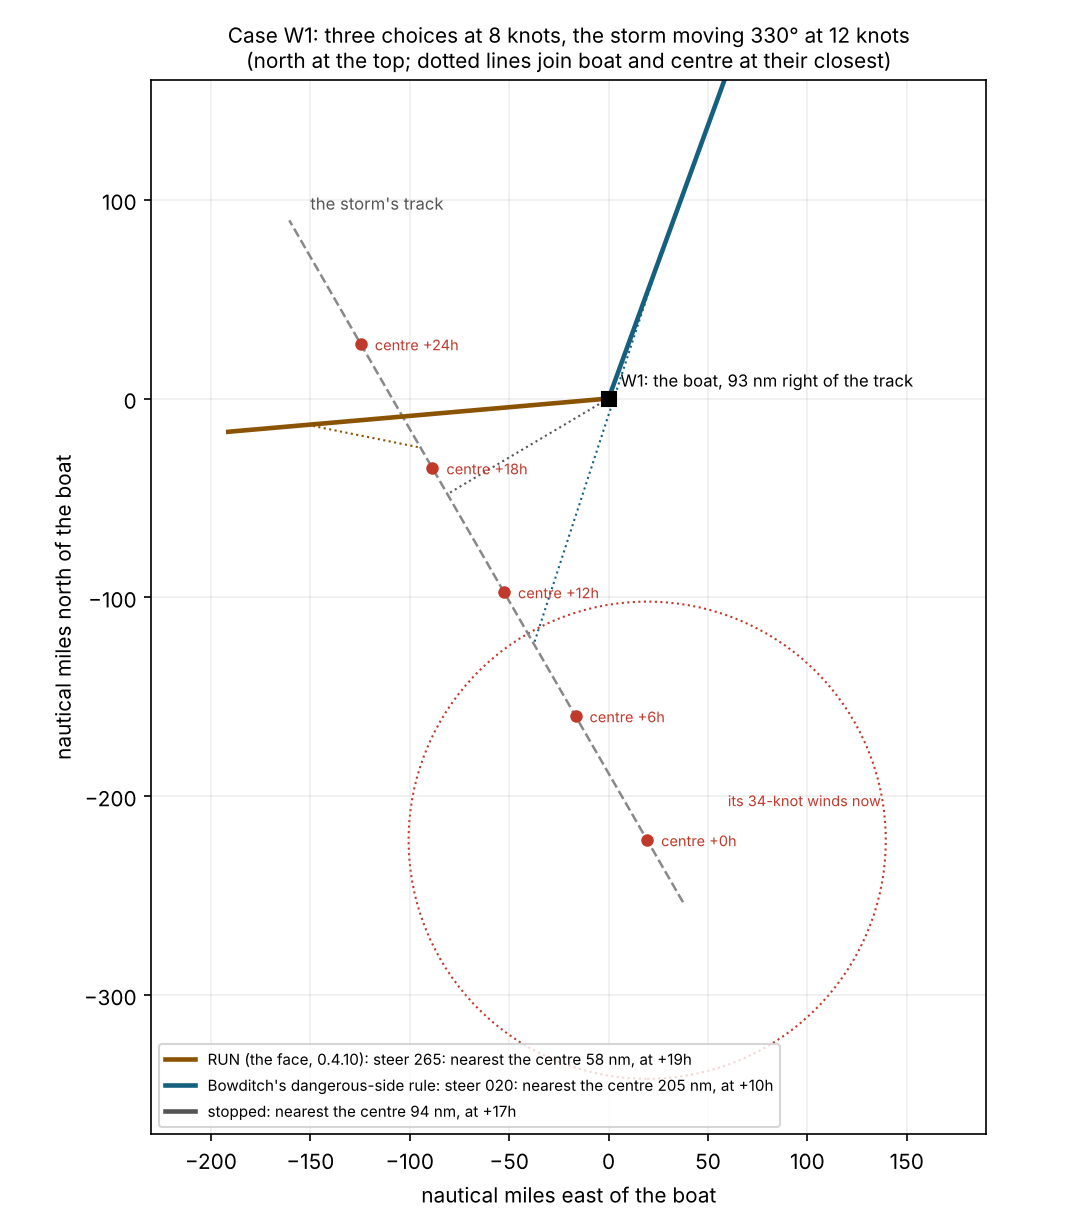 Case W1: three choices at 8 knots, the storm moving 330° at 12 knots
(north at the top; dotted lines join boat and centre at their closest)
the storm's track
centre +24h
W1: the boat, 93 nm right of the track
centre +18h
centre +12h
centre +6h
its 34-knot winds now
centre +0h
100
0
−100
−200
−300
nautical miles north of the boat
RUN (the face, 0.4.10): steer 265: nearest the centre 58 nm, at +19h
Bowditch's dangerous-side rule: steer 020: nearest the centre 205 nm, at +10h
stopped: nearest the centre 94 nm, at +17h
−200
−150
−100
−50
0
50
100
150
nautical miles east of the boat